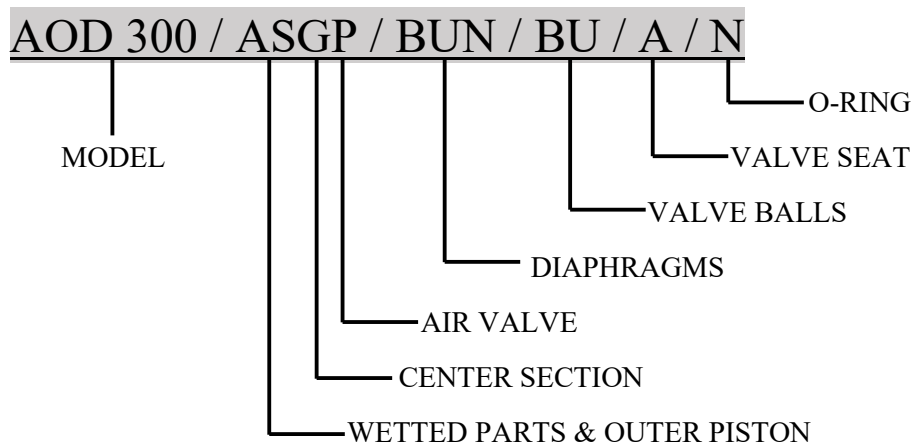 AOD 300 / ASGP / BUN / BU / A / N
O-RING
MODEL
VALVE SEAT
VALVE BALLS
DIAPHRAGMS
AIR VALVE
CENTER SECTION
WETTED PARTS & OUTER PISTON